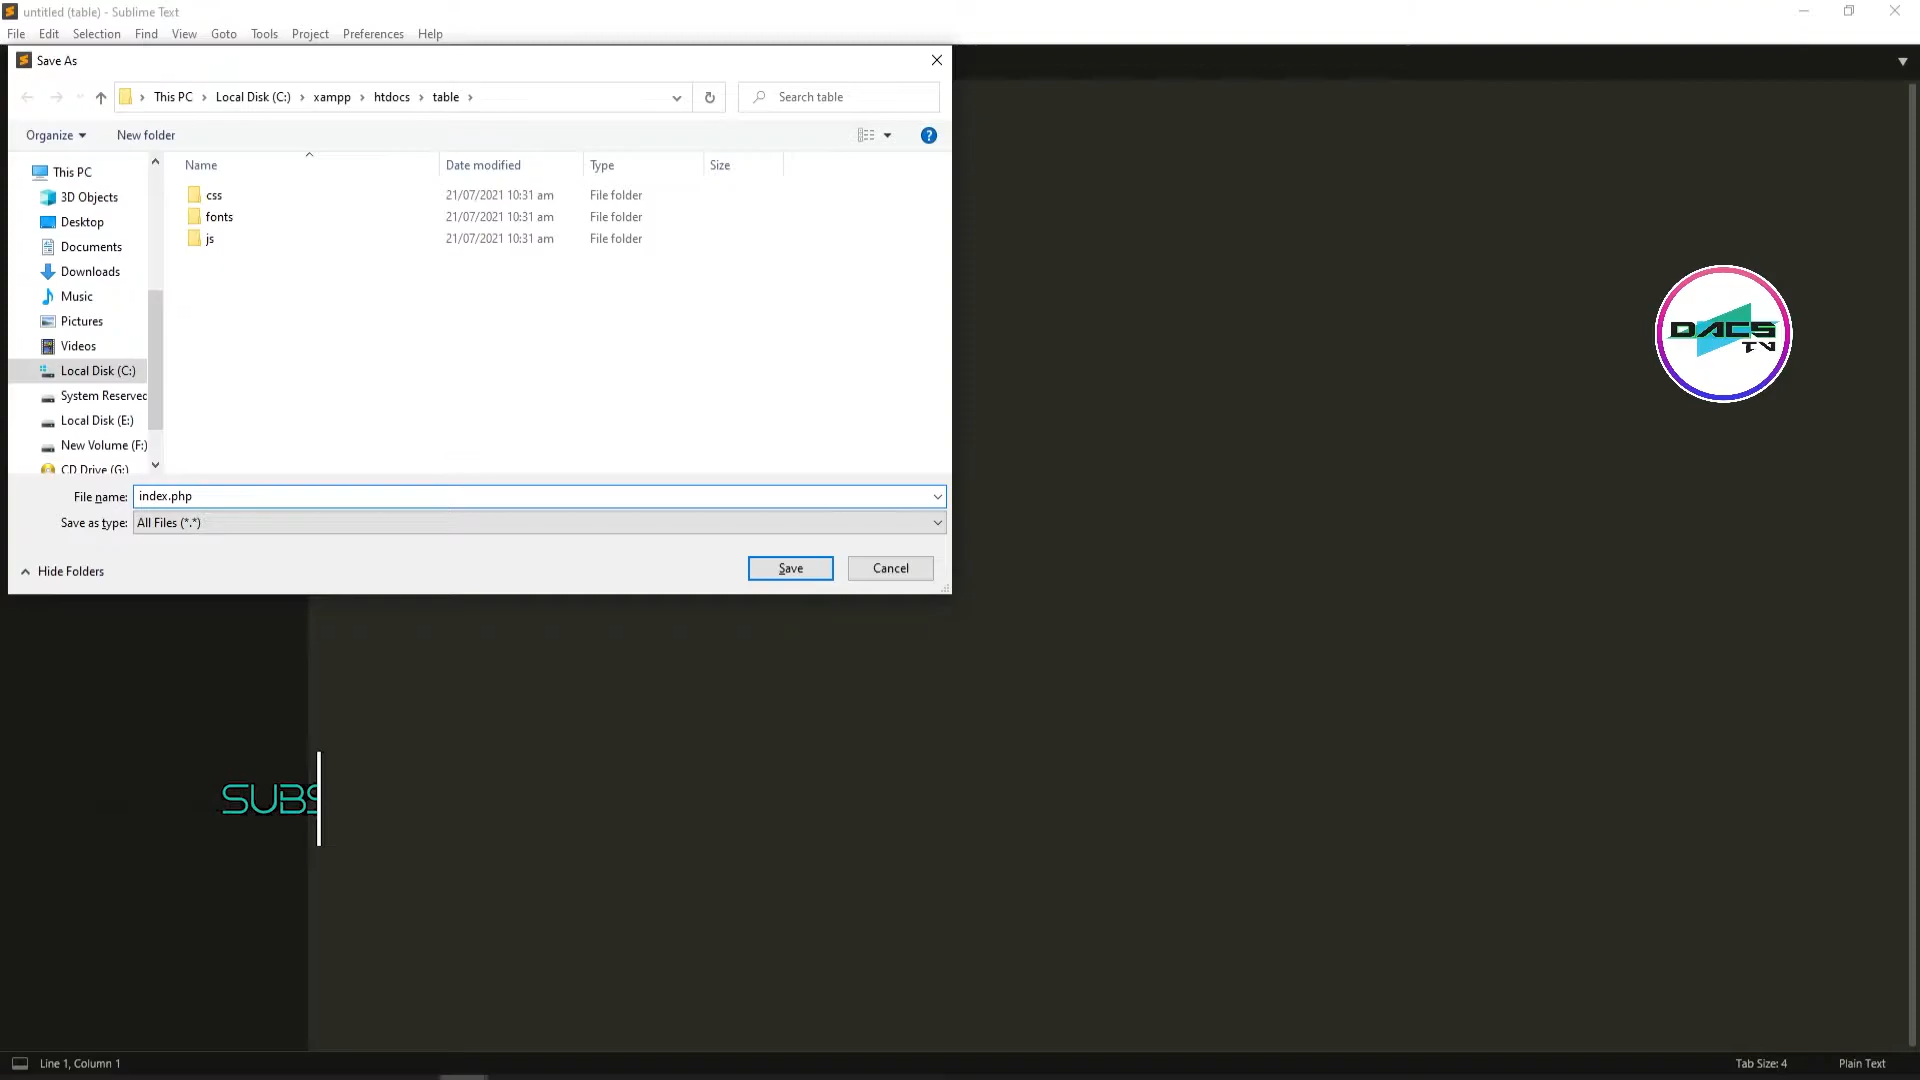 untitled (table) - Sublime Text
File Edit Selection Find View Goto Tools Project Preferences Help
Save As
This PC Local Disk (C:) xampp htdocs table
Search table
Organize New folder
Name Date modified Type Size
This PC
3D Objects
Desktop
Documents
Downloads
Music
Pictures
Videos
Local Disk (C:)
System Reserved
Local Disk (E:)
New Volume (F:)
CD Drive (G:)
css 21/07/2021 10:31 am File folder
fonts 21/07/2021 10:31 am File folder
js 21/07/2021 10:31 am File folder
File name: index.php
Save as type: All Files (*.*)
Hide Folders
Save Cancel
DACS
TV
SUBS
Line 1, Column 1
Tab Size: 4 Plain Text